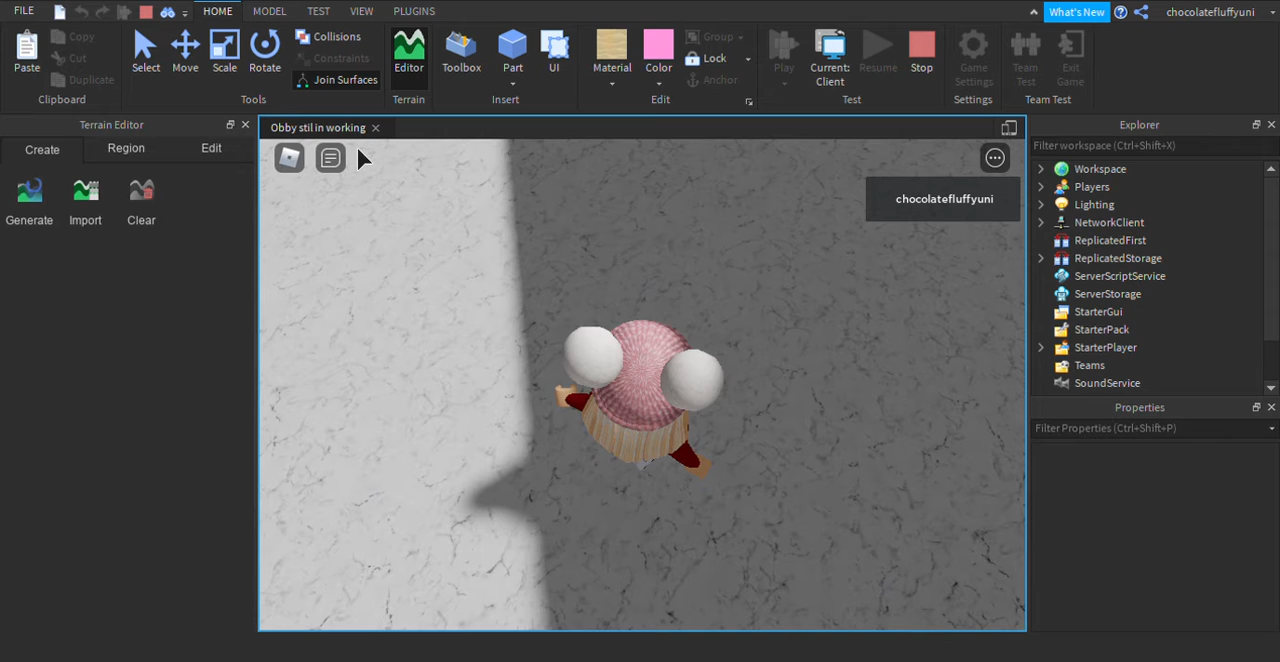 FILE HOME MODEL TEST VIEW PLUGINS What's New chocolatefluffyuni
Paste Copy Cut Duplicate
Clipboard
Select Move Scale Rotate Collisions Constraints Join Surfaces
Tools
Editor
Terrain
Toolbox Part UI
Insert
Material Color Group Lock Anchor
Edit
Play Current: Client Resume Stop
Test
Game Settings
Settings
Team Test Exit Game
Team Test
Terrain Editor
Create Region Edit
Generate Import Clear
Obby stil in working
chocolatefluffyuni
Explorer
Filter workspace (Ctrl+Shift+X)
Workspace
Players
Lighting
NetworkClient
ReplicatedFirst
ReplicatedStorage
ServerScriptService
ServerStorage
StarterGui
StarterPack
StarterPlayer
Teams
SoundService
Properties
Filter Properties (Ctrl+Shift+P)